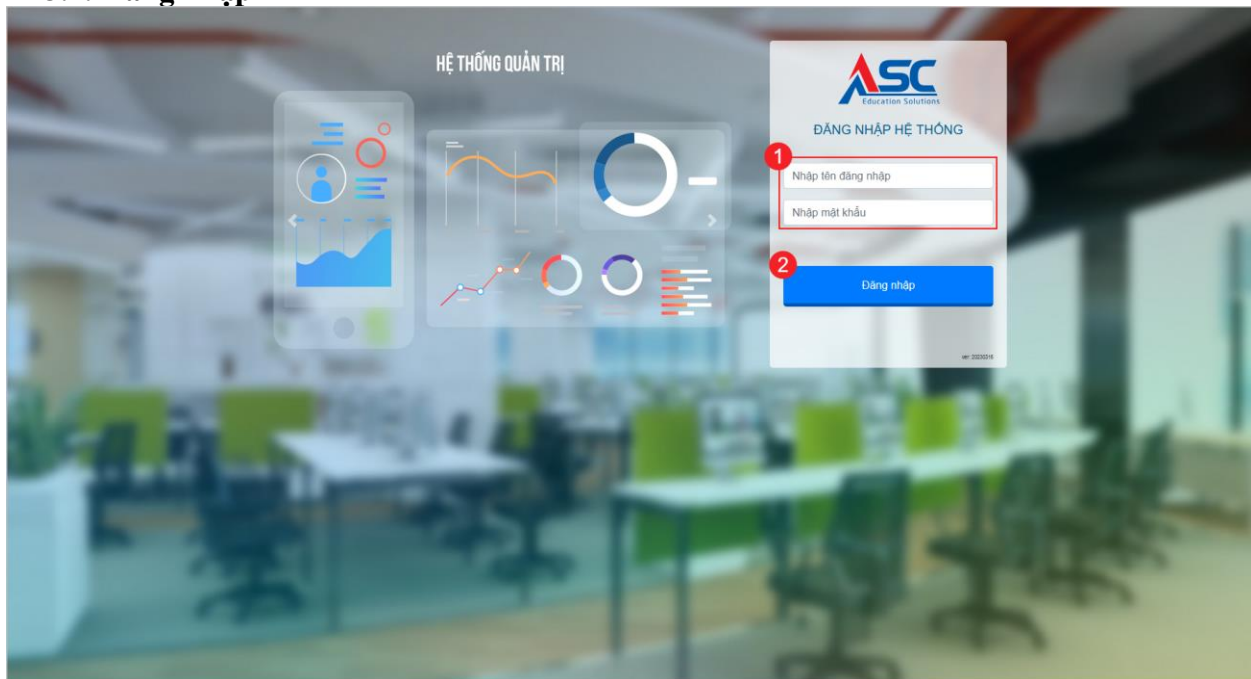 HỆ THỐNG QUẢN TRỊ
ASC
Education Solutions
ĐĂNG NHẬP HỆ THỐNG
1
Nhập tên đăng nhập
Nhập mật khẩu
2
Đăng nhập